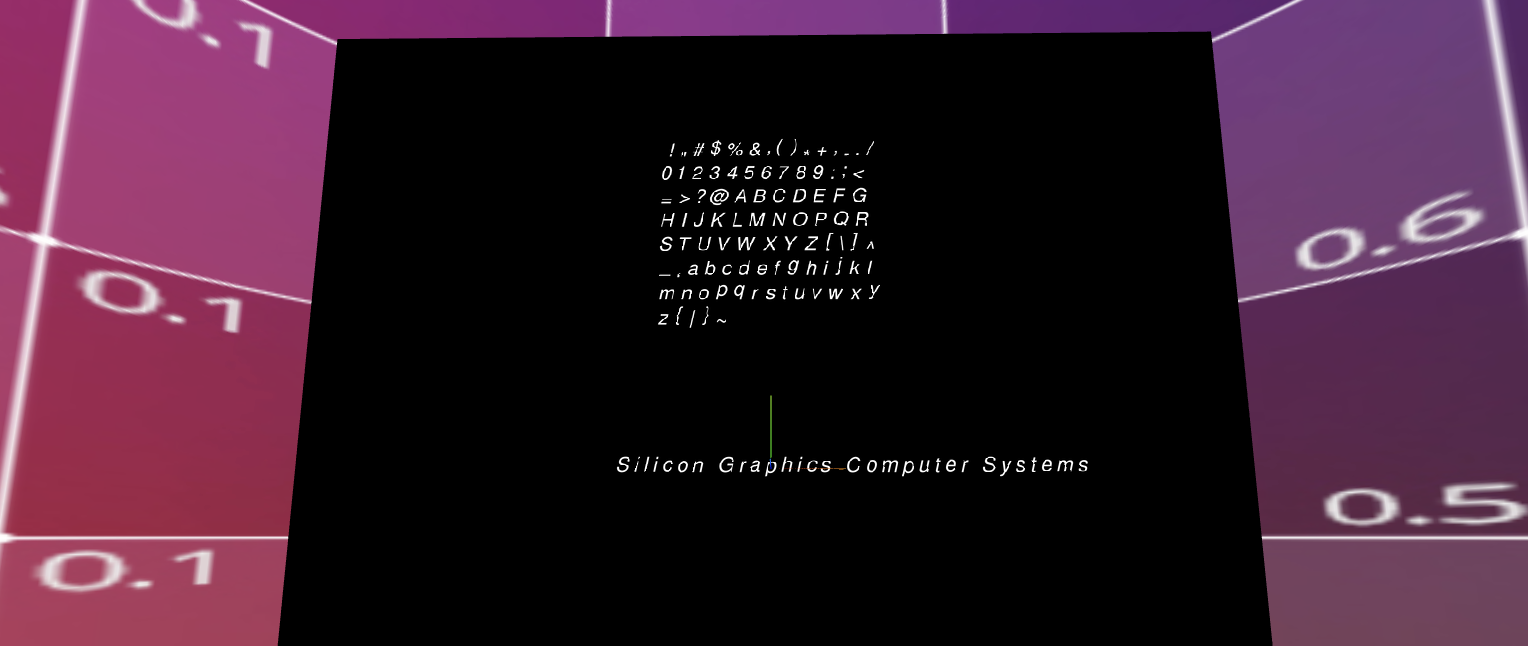 0.1
! " # $ % & ' ( ) * + , - . /
0 1 2 3 4 5 6 7 8 9 : ; <
= > ? @ A B C D E F G
H I J K L M N O P Q R
S T U V W X Y Z [ \ ] ^
_ ` a b c d e f g h i j k l
m n o p q r s t u v w x y
z { | } ~
0.6
0.1
Silicon Graphics Computer Systems
0.5
0.1